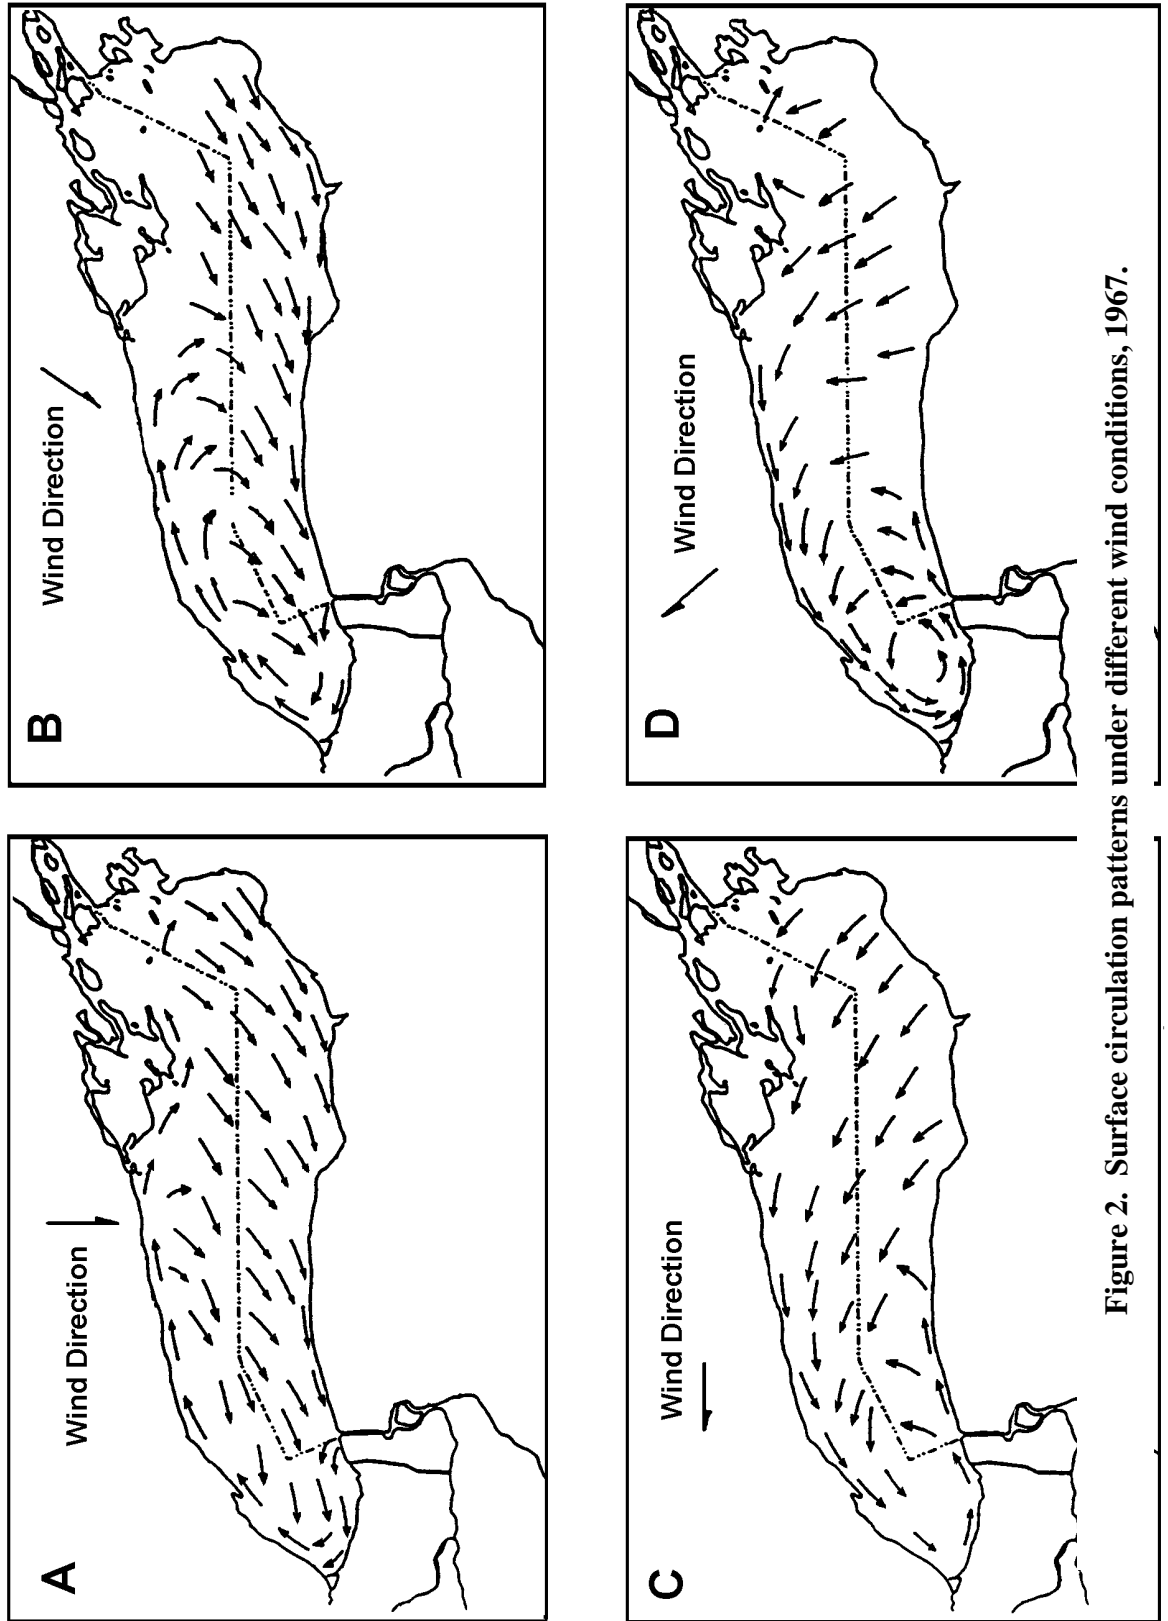 A
Wind Direction
B
Wind Direction
C
Wind Direction
D
Wind Direction
Figure 2. Surface circulation patterns under different wind conditions, 1967.